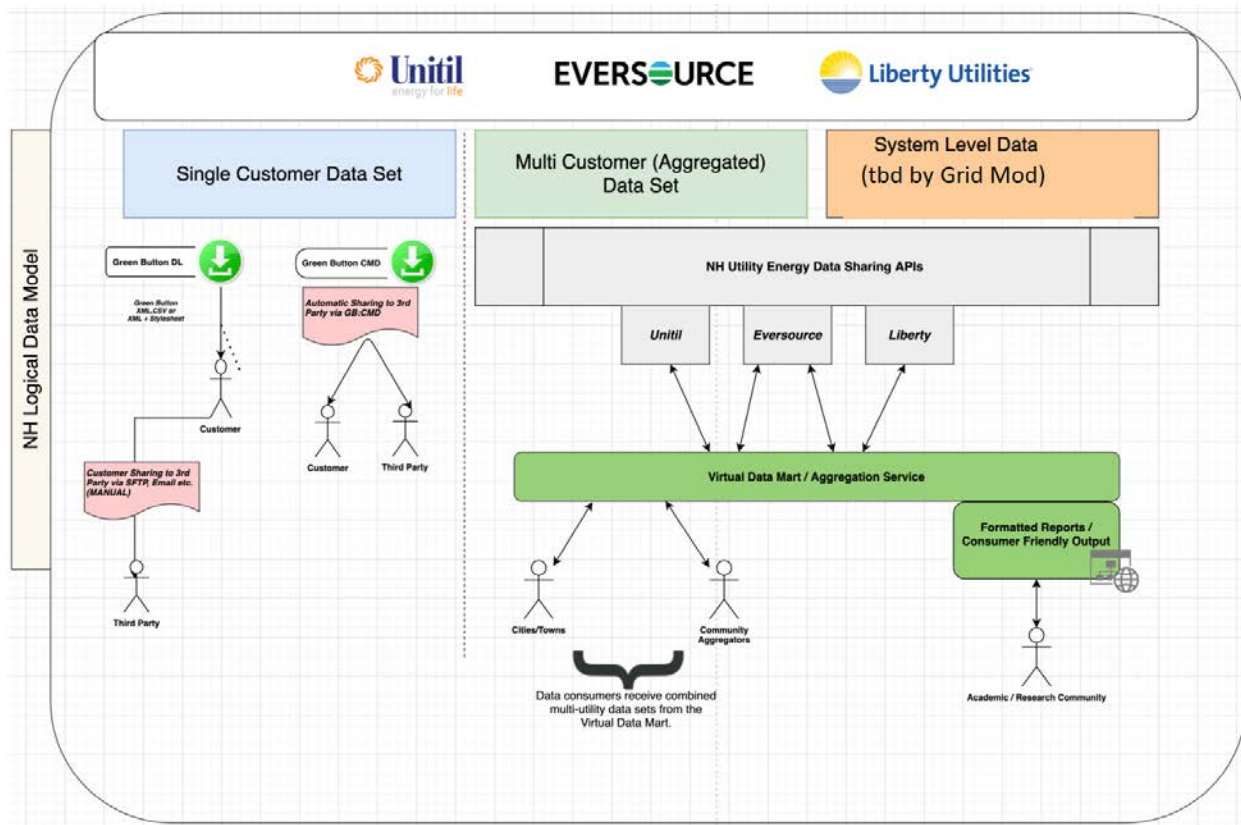 Unitil
energy for life
EVERSOURCE
Liberty Utilities
NH Logical Data Model
Single Customer Data Set
Multi Customer (Aggregated)
Data Set
System Level Data
(tbd by Grid Mod)
Green Button DL
Green Button CMD
Green Button
XML,CSV or
XML + Stylesheet
Automatic Sharing to 3rd
Party via GB:CMD
Customer
Customer
Third Party
Customer Sharing to 3rd
Party via SFTP, Email etc.
(MANUAL)
Third Party
NH Utility Energy Data Sharing APIs
Unitil
Eversource
Liberty
Virtual Data Mart / Aggregation Service
Formatted Reports /
Consumer Friendly Output
Cities/Towns
Community
Aggregators
Data consumers receive combined
multi-utility data sets from the
Virtual Data Mart.
Academic / Research Community